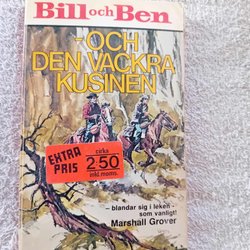 Bill och Ben
- OCH
DEN VACKRA
KUSINEN
EXTRA
PRIS
cirka
2.50
inkl. moms.
- blandar sig i leken -
som vanligt!
Marshall Grover